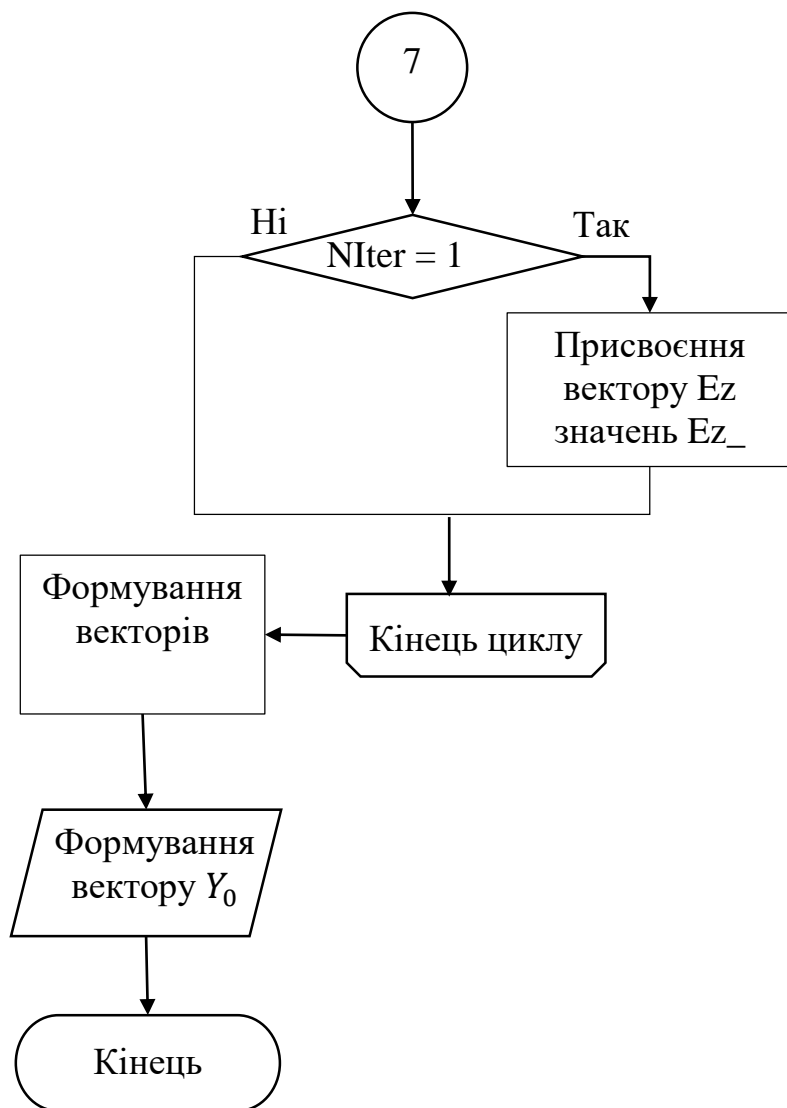 7
Ні
Так
NIter = 1
Присвоєння
вектору Ez
значень Ez_
Формування
векторів
Кінець циклу
Формування
вектору Y₀
Кінець